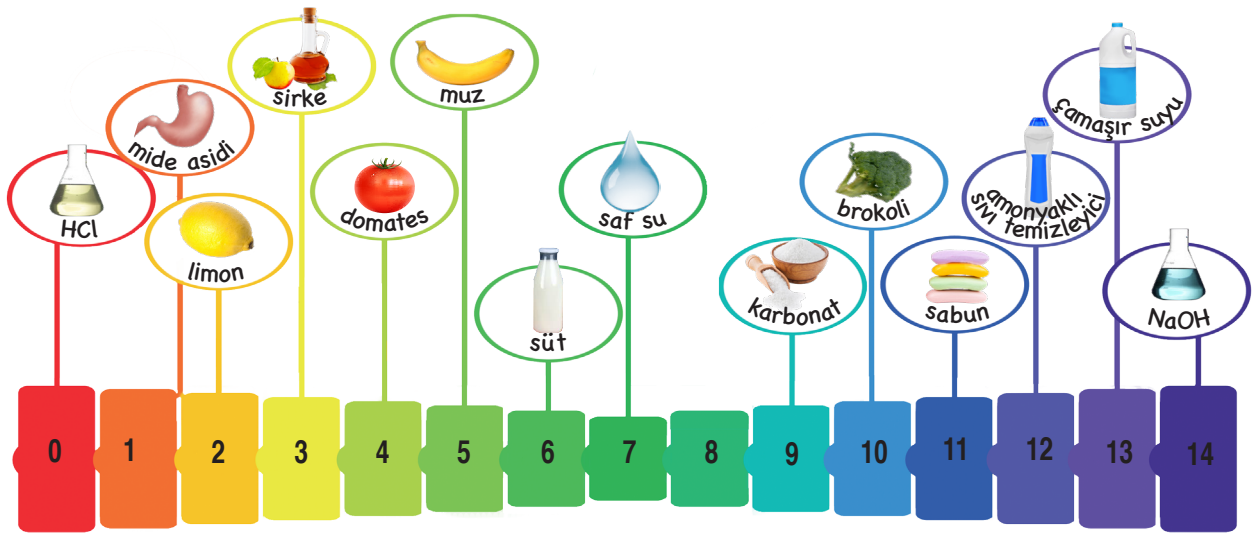 HCl
mide asidi
limon
sirke
domates
muz
süt
saf su
karbonat
brokoli
sabun
amonyaklı
sıvı temizleyici
çamaşır suyu
NaOH
0 1 2 3 4 5 6 7 8 9 10 11 12 13 14